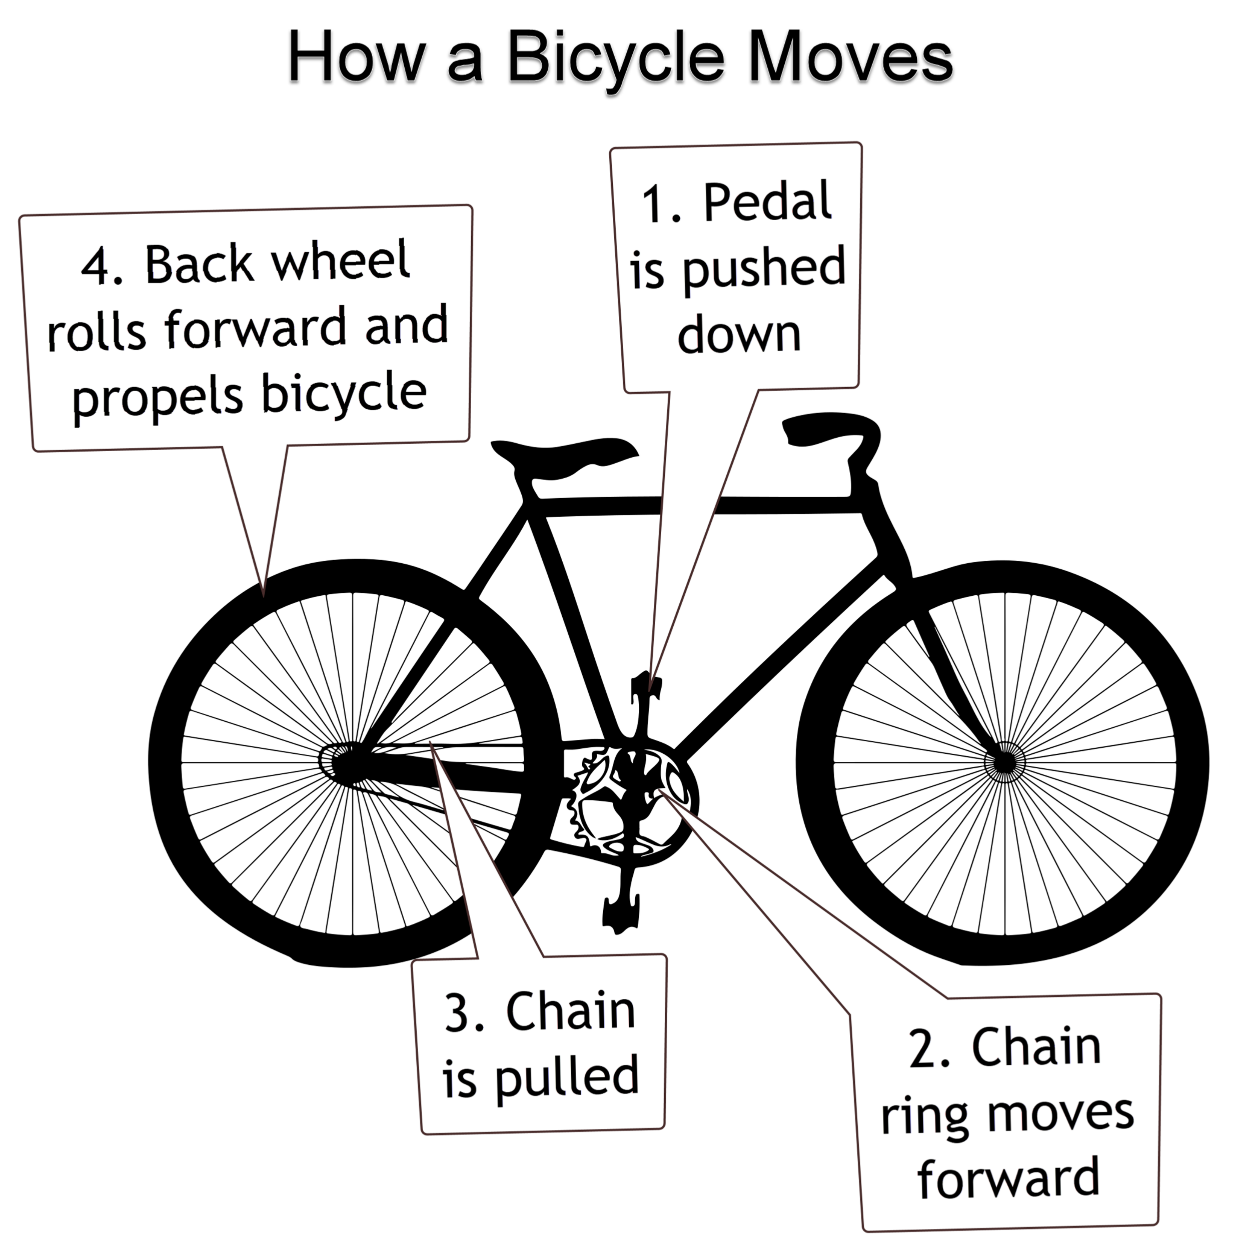 How a Bicycle Moves
1. Pedal
is pushed
down
4. Back wheel
rolls forward and
propels bicycle
3. Chain
is pulled
2. Chain
ring moves
forward